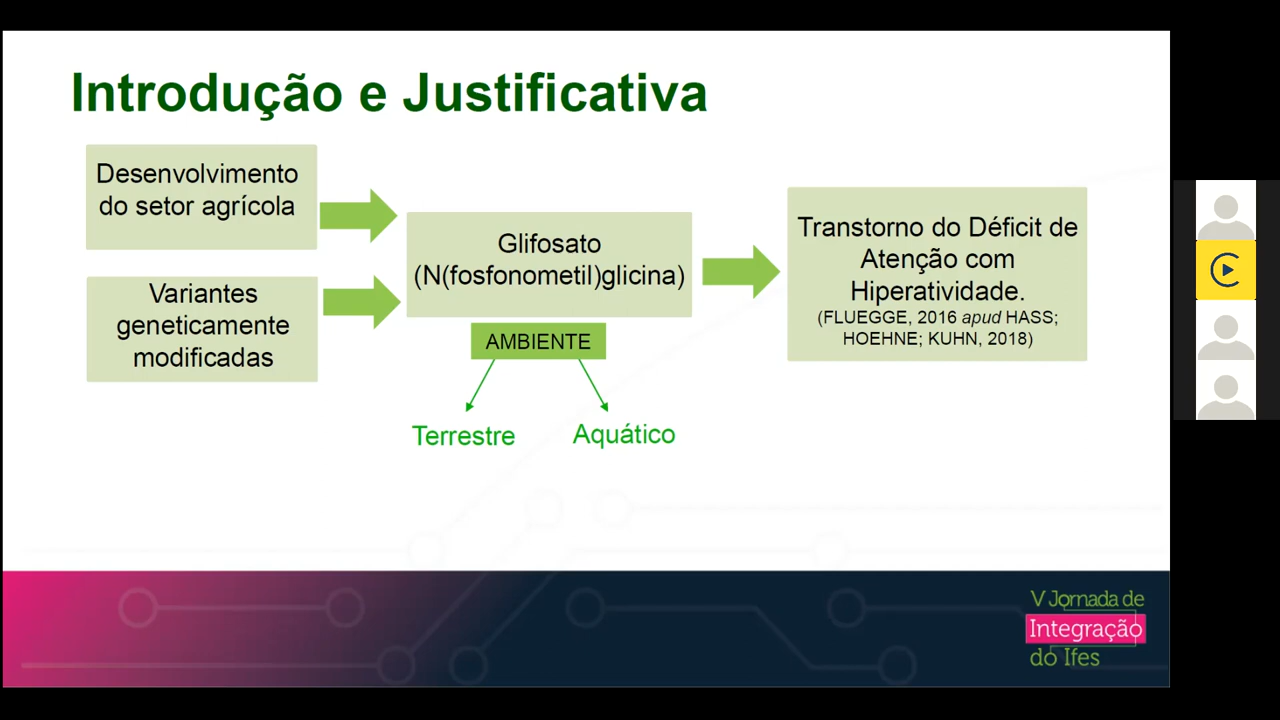 Introdução e Justificativa
Desenvolvimento
do setor agrícola
Variantes
geneticamente
modificadas
Glifosato
(N(fosfonometil)glicina)
AMBIENTE
Terrestre
Aquático
Transtorno do Déficit de
Atenção com
Hiperatividade.
(FLUEGGE, 2016 apud HASS;
HOEHNE; KUHN, 2018)
V Jornada de
Integração
do Ifes